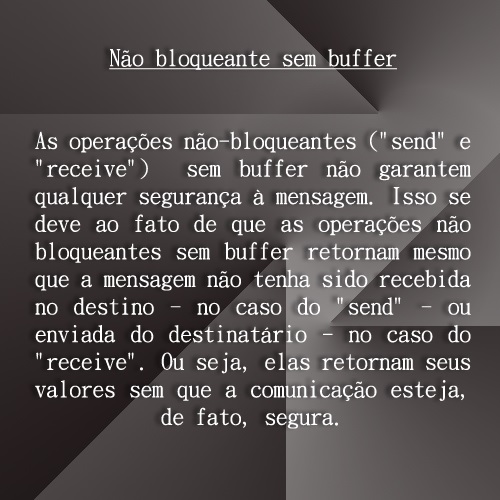 Não bloqueante sem buffer
As operações não-bloqueantes ("send" e
"receive") sem buffer não garantem
qualquer segurança à mensagem. Isso se
deve ao fato de que as operações não
bloqueantes sem buffer retornam mesmo
que a mensagem não tenha sido recebida
no destino - no caso do "send" - ou
enviada do destinatário - no caso do
"receive". Ou seja, elas retornam seus
valores sem que a comunicação esteja,
de fato, segura.